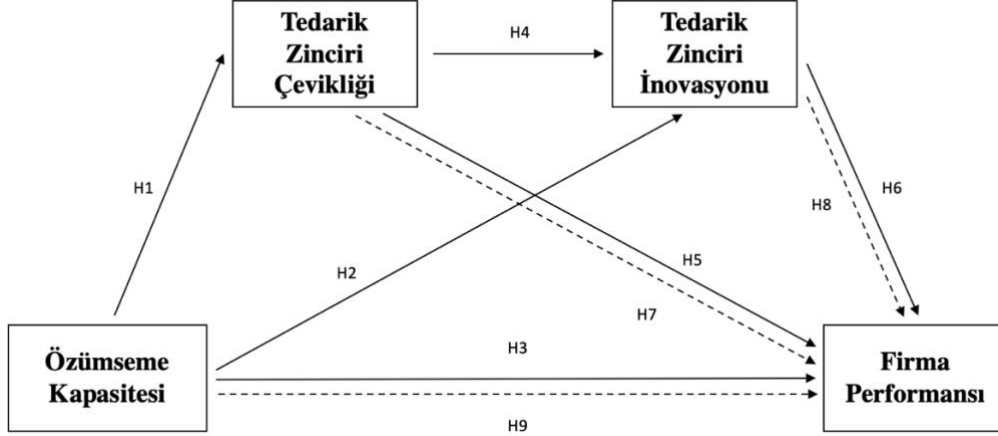 Tedarik
Zinciri
Çevikliği
H4
Tedarik
Zinciri
İnovasyonu
H1
H6
H8
H2
H5
H7
H3
Özümseme
Kapasitesi
Firma
Performansı
H9